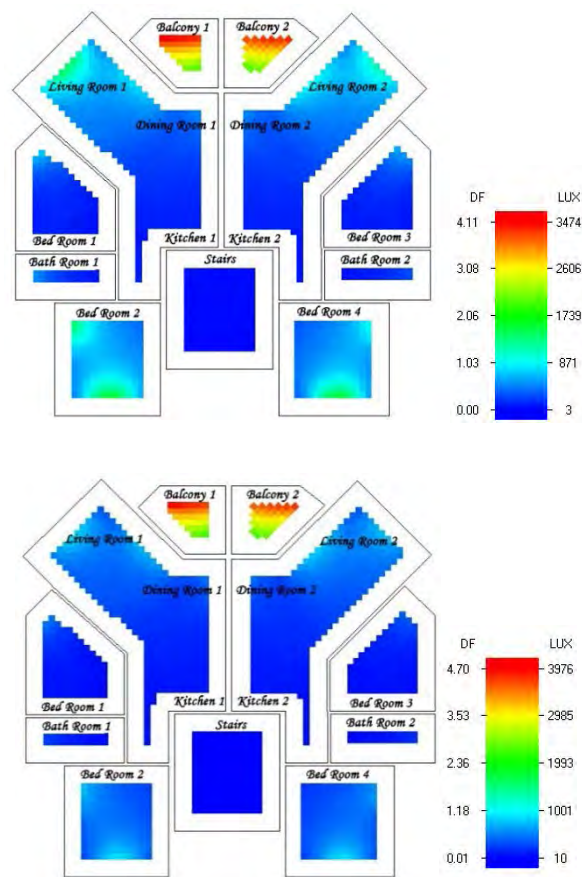 Balcony 1 Balcony 2
Living Room 1 Living Room 2
Dining Room 1 Dining Room 2
Bed Room 1 Kitchen 1 Kitchen 2 Bed Room 3
Bath Room 1 Stairs Bath Room 2
Bed Room 2 Bed Room 4
DF LUX
4.11 3474
3.08 2606
2.06 1739
1.03 871
0.00 3
Balcony 1 Balcony 2
Living Room 1 Living Room 2
Dining Room 1 Dining Room 2
Bed Room 1 Kitchen 1 Kitchen 2 Bed Room 3
Bath Room 1 Stairs Bath Room 2
Bed Room 2 Bed Room 4
DF LUX
4.70 3976
3.53 2985
2.36 1993
1.18 1001
0.01 10